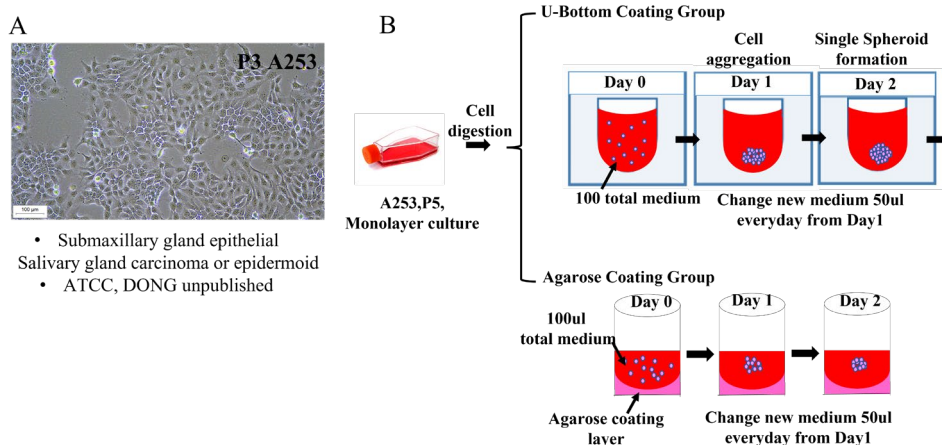 A
P3 A253
100 μm
• Submaxillary gland epithelial
Salivary gland carcinoma or epidermoid
• ATCC, DONG unpublished
B
A253,P5,
Monolayer culture
Cell
digestion
U-Bottom Coating Group
Cell
aggregation
Single Spheroid
formation
Day 0
Day 1
Day 2
100 total medium
Change new medium 50ul
everyday from Day1
Agarose Coating Group
Day 0
Day 1
Day 2
100ul
total medium
Agarose coating
layer
Change new medium 50ul
everyday from Day1